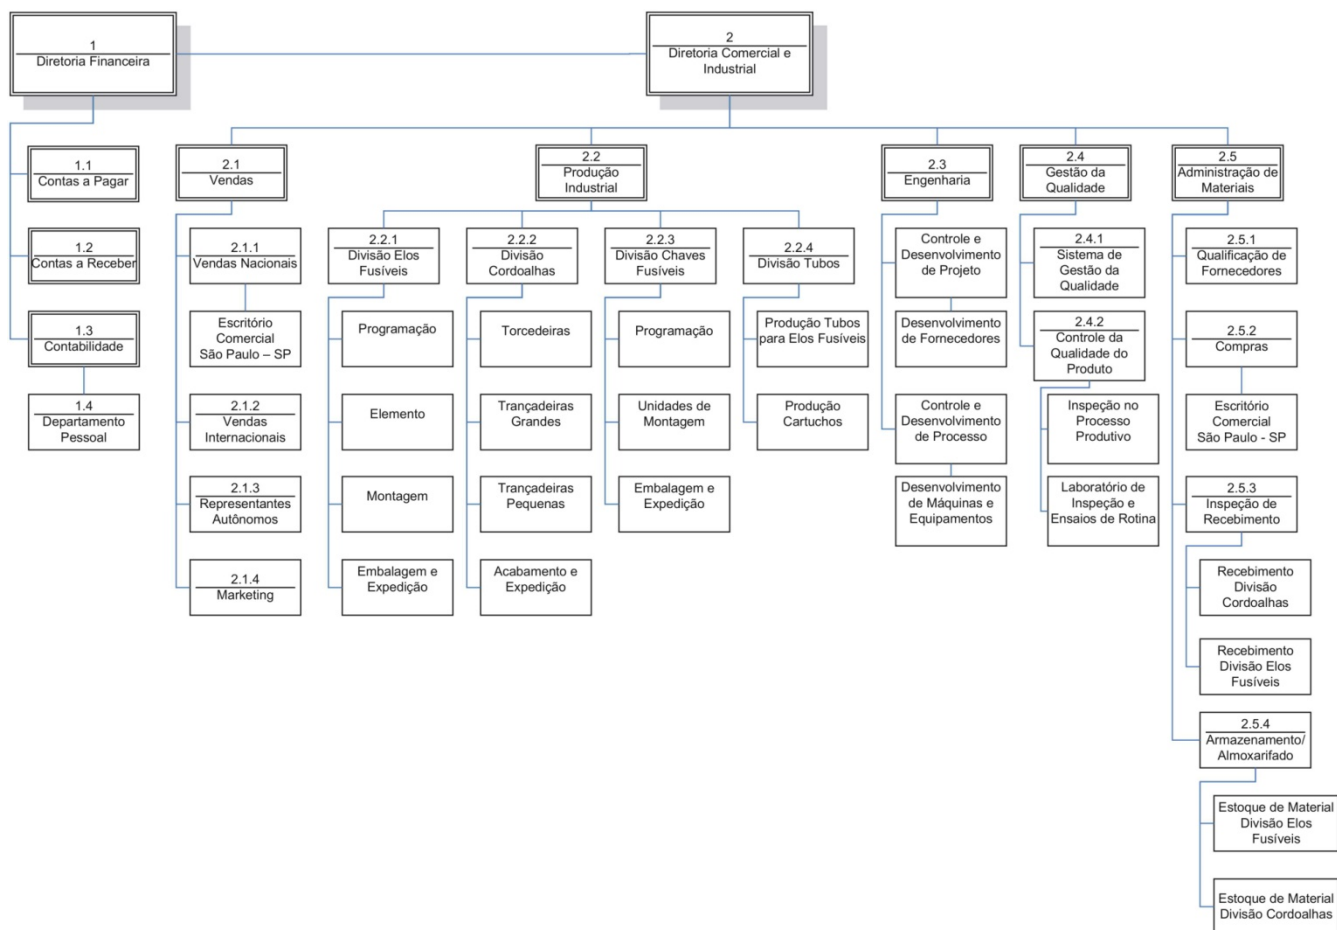 1
Diretoria Financeira
2
Diretoria Comercial e
Industrial
1.1
Contas a Pagar
1.2
Contas a Receber
1.3
Contabilidade
1.4
Departamento
Pessoal
2.1
Vendas
2.1.1
Vendas Nacionais
Escritório
Comercial
São Paulo – SP
2.1.2
Vendas
Internacionais
2.1.3
Representantes
Autônomos
2.1.4
Marketing
2.2
Produção
Industrial
2.2.1
Divisão Elos
Fusíveis
Programação
Elemento
Montagem
Embalagem e
Expedição
2.2.2
Divisão
Cordoalhas
Torcedeiras
Trançadeiras
Grandes
Trançadeiras
Pequenas
Acabamento e
Expedição
2.2.3
Divisão Chaves
Fusíveis
Programação
Unidades de
Montagem
Embalagem e
Expedição
2.2.4
Divisão Tubos
Produção Tubos
para Elos Fusíveis
Produção
Cartuchos
2.3
Engenharia
Controle e
Desenvolvimento
de Projeto
Desenvolvimento
de Fornecedores
Controle e
Desenvolvimento
de Processo
Desenvolvimento
de Máquinas e
Equipamentos
2.4
Gestão da
Qualidade
2.4.1
Sistema de
Gestão da
Qualidade
2.4.2
Controle da
Qualidade do
Produto
Inspeção no
Processo
Produtivo
Laboratório de
Inspeção e
Ensaios de Rotina
2.5
Administração de
Materiais
2.5.1
Qualificação de
Fornecedores
2.5.2
Compras
Escritório
Comercial
São Paulo - SP
2.5.3
Inspeção de
Recebimento
Recebimento
Divisão
Cordoalhas
Recebimento
Divisão Elos
Fusíveis
2.5.4
Armazenamento/
Almoxarifado
Estoque de Material
Divisão Elos
Fusíveis
Estoque de Material
Divisão Cordoalhas